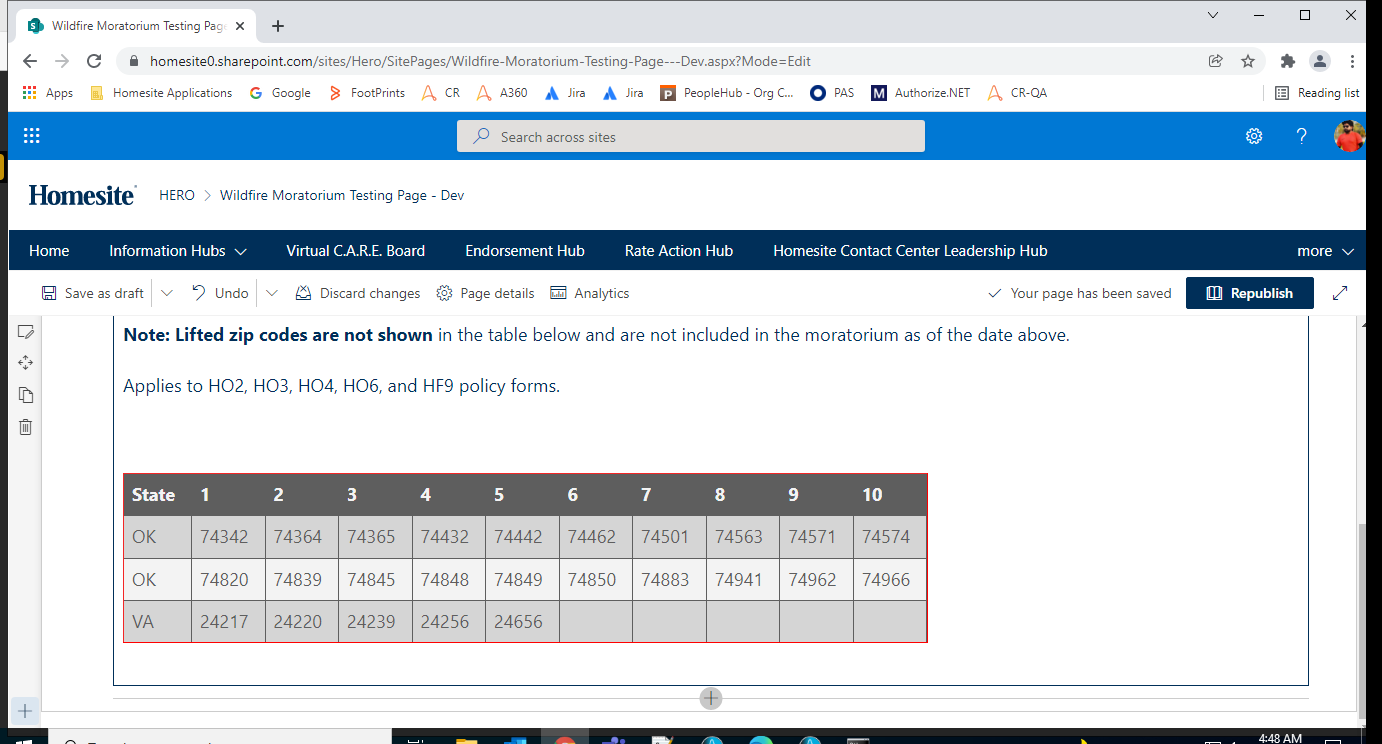 Wildfire Moratorium Testing Pag
homesite0.sharepoint.com/sites/Hero/SitePages/Wildfire-Moratorium-Testing-Page---Dev.aspx?Mode=Edit
Apps Homesite Applications Google FootPrints CR A360 Jira Jira PeopleHub - Org C... PAS Authorize.NET CR-QA Reading list
Search across sites
Homesite HERO > Wildfire Moratorium Testing Page - Dev
Home Information Hubs Virtual C.A.R.E. Board Endorsement Hub Rate Action Hub Homesite Contact Center Leadership Hub more
Save as draft Undo Discard changes Page details Analytics Your page has been saved Republish
Note: Lifted zip codes are not shown in the table below and are not included in the moratorium as of the date above.
Applies to HO2, HO3, HO4, HO6, and HF9 policy forms.
State 1 2 3 4 5 6 7 8 9 10
OK 74342 74364 74365 74432 74442 74462 74501 74563 74571 74574
OK 74820 74839 74845 74848 74849 74850 74883 74941 74962 74966
VA 24217 24220 24239 24256 24656
4:48 AM